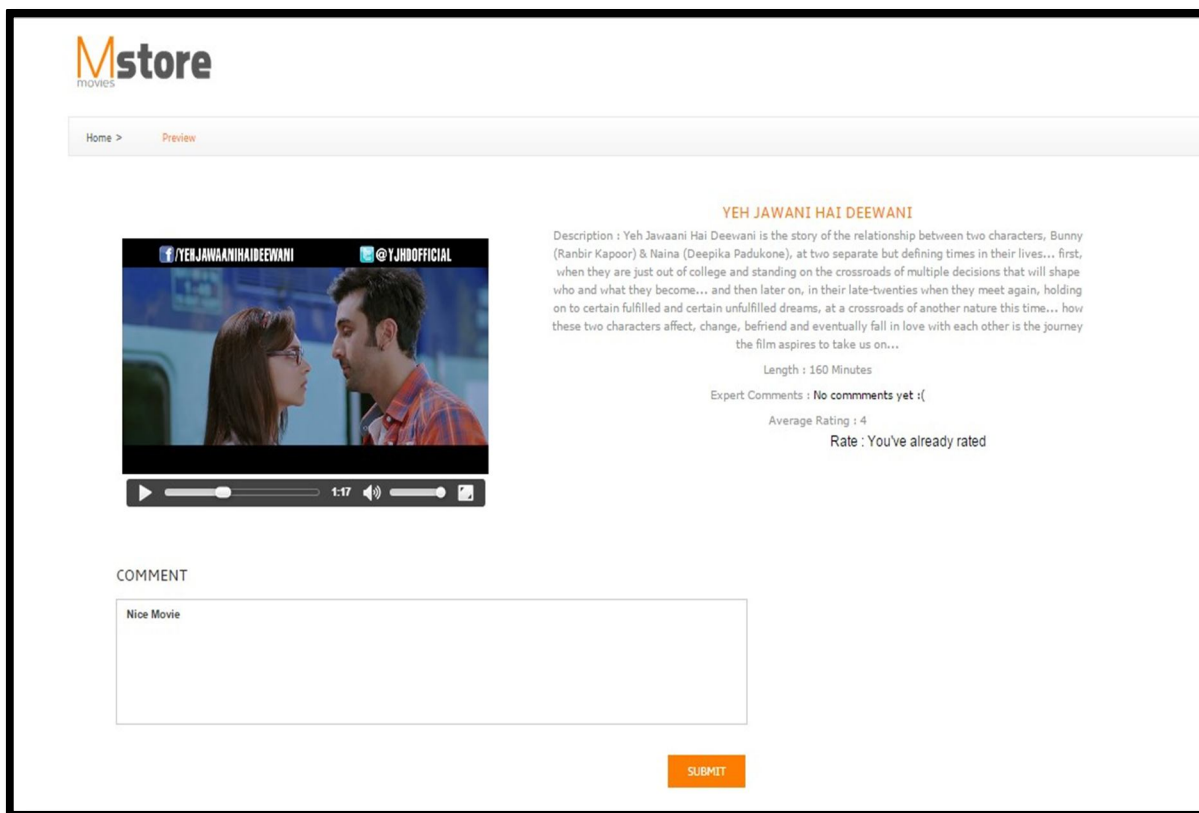 Mstore
movies
Home >
Preview
YEH JAWANI HAI DEEWANI
Description : Yeh Jawaani Hai Deewani is the story of the relationship between two characters, Bunny
(Ranbir Kapoor) & Naina (Deepika Padukone), at two separate but defining times in their lives... first,
when they are just out of college and standing on the crossroads of multiple decisions that will shape
who and what they become... and then later on, in their late-twenties when they meet again, holding
on to certain fulfilled and certain unfulfilled dreams, at a crossroads of another nature this time... how
these two characters affect, change, befriend and eventually fall in love with each other is the journey
the film aspires to take us on...
Length : 160 Minutes
Expert Comments : No commments yet :(
Average Rating : 4
Rate : You've already rated
f/YEHJAWAANIHAIDEEWANI
@YJHDOFFICIAL
1:17
COMMENT
Nice Movie
SUBMIT